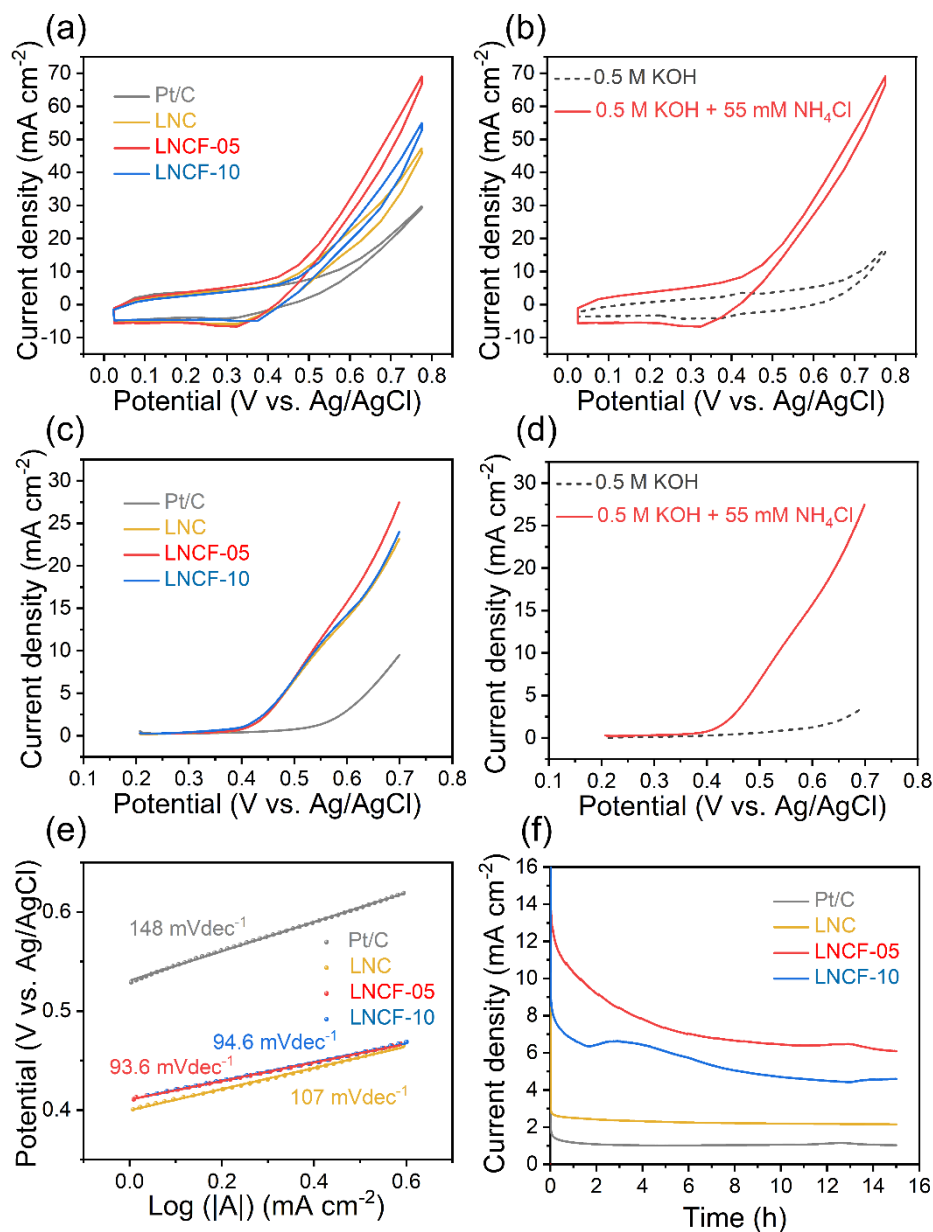 (a)
Current density (mA cm⁻²)
70
60
50
40
30
20
10
0
-10
Pt/C
LNC
LNCF-05
LNCF-10
0.0 0.1 0.2 0.3 0.4 0.5 0.6 0.7 0.8
Potential (V vs. Ag/AgCl)
(b)
Current density (mA cm⁻²)
70
60
50
40
30
20
10
0
-10
0.5 M KOH
0.5 M KOH + 55 mM NH₄Cl
0.0 0.1 0.2 0.3 0.4 0.5 0.6 0.7 0.8
Potential (V vs. Ag/AgCl)
(c)
Current density (mA cm⁻²)
30
25
20
15
10
5
0
Pt/C
LNC
LNCF-05
LNCF-10
0.1 0.2 0.3 0.4 0.5 0.6 0.7 0.8
Potential (V vs. Ag/AgCl)
(d)
Current density (mA cm⁻²)
30
25
20
15
10
5
0
0.5 M KOH
0.5 M KOH + 55 mM NH₄Cl
0.1 0.2 0.3 0.4 0.5 0.6 0.7 0.8
Potential (V vs. Ag/AgCl)
(e)
Potential (V vs. Ag/AgCl)
0.6
0.5
0.4
148 mVdec⁻¹
Pt/C
LNC
LNCF-05
LNCF-10
94.6 mVdec⁻¹
93.6 mVdec⁻¹
107 mVdec⁻¹
0.0 0.2 0.4 0.6
Log (|A|) (mA cm⁻²)
(f)
Current density (mA cm⁻²)
16
14
12
10
8
6
4
2
0
Pt/C
LNC
LNCF-05
LNCF-10
0 2 4 6 8 10 12 14 16
Time (h)